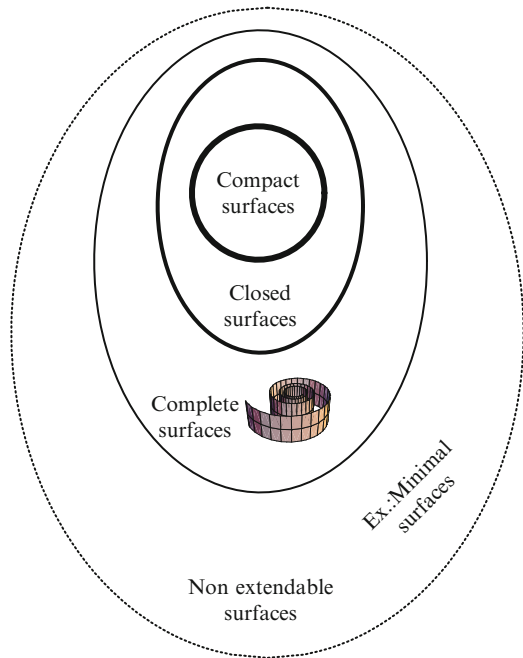 Compact
surfaces
Closed
surfaces
Complete
surfaces
Ex.:Minimal
surfaces
Non extendable
surfaces